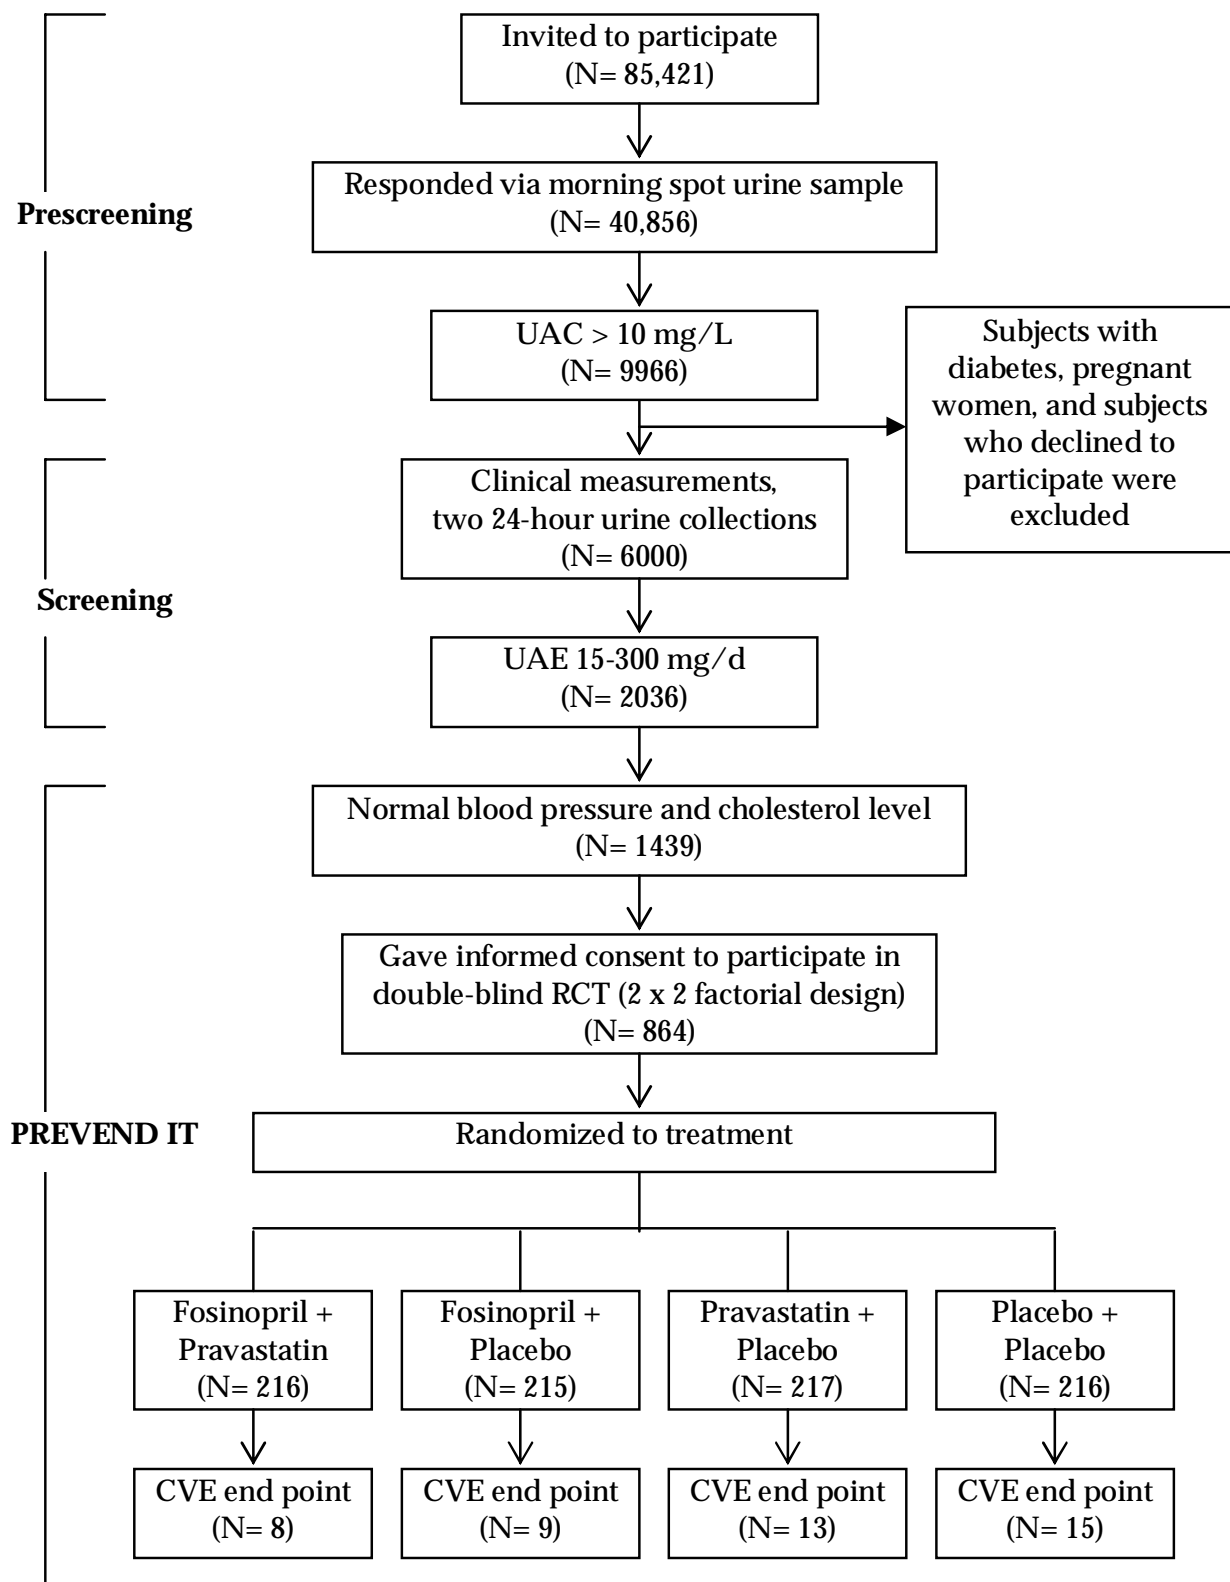 Invited to participate
(N= 85,421)
Prescreening
Responded via morning spot urine sample
(N= 40,856)
UAC > 10 mg/L
(N= 9966)
Subjects with
diabetes, pregnant
women, and subjects
who declined to
participate were
excluded
Screening
Clinical measurements,
two 24-hour urine collections
(N= 6000)
UAE 15-300 mg/d
(N= 2036)
PREVEND IT
Normal blood pressure and cholesterol level
(N= 1439)
Gave informed consent to participate in
double-blind RCT (2 x 2 factorial design)
(N= 864)
Randomized to treatment
Fosinopril +
Pravastatin
(N= 216)
Fosinopril +
Placebo
(N= 215)
Pravastatin +
Placebo
(N= 217)
Placebo +
Placebo
(N= 216)
CVE end point
(N= 8)
CVE end point
(N= 9)
CVE end point
(N= 13)
CVE end point
(N= 15)